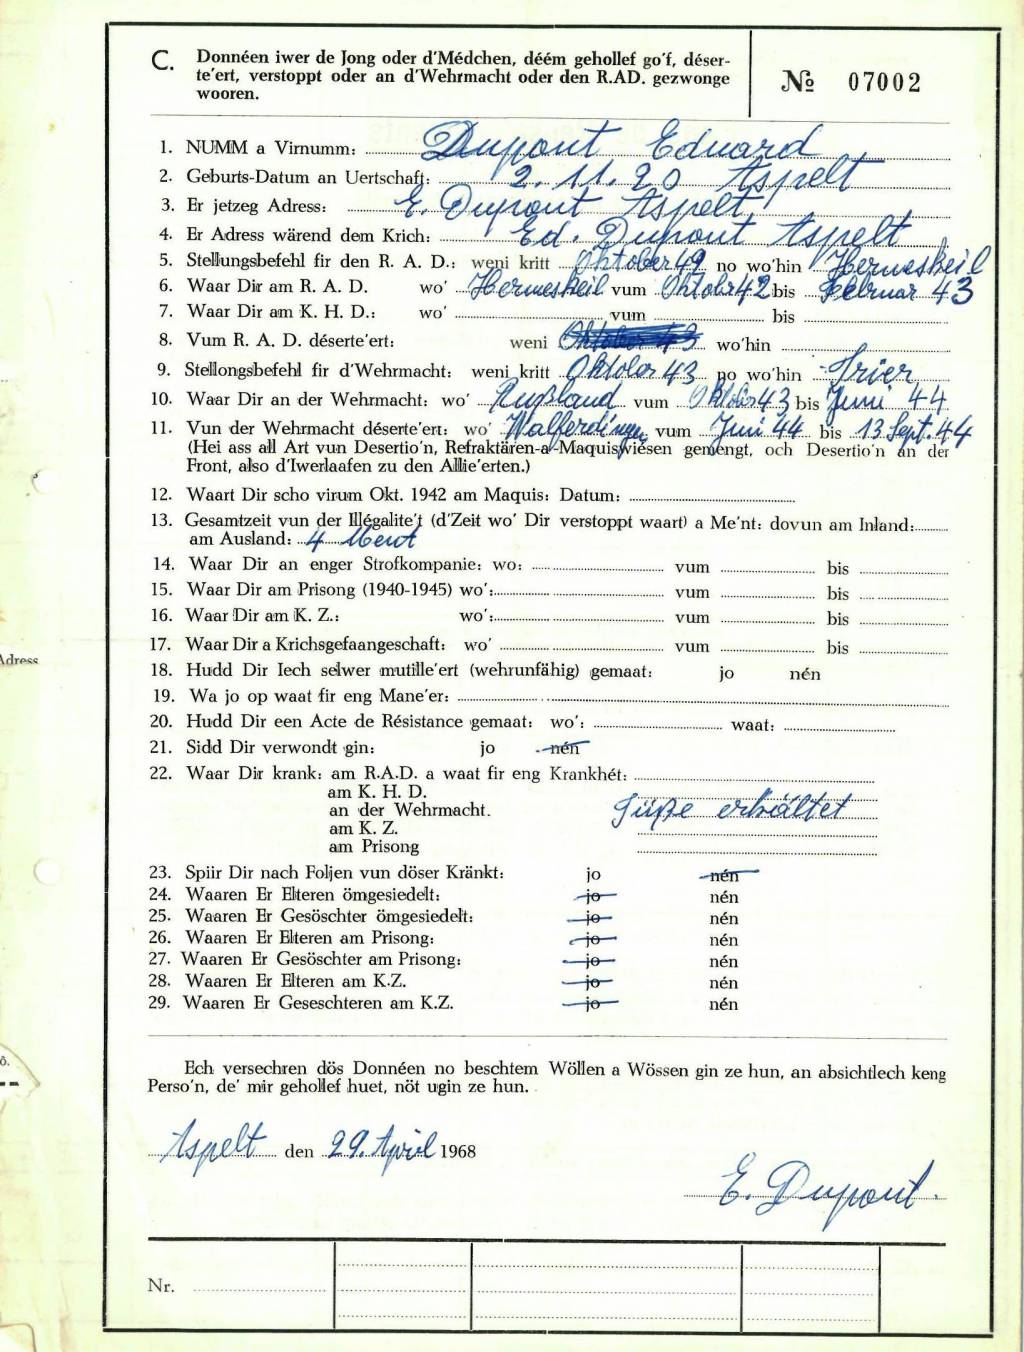 C. Donnéen iwer de Jong oder d'Médchen, déém gehollef go'f, déser-
te'ert, verstoppt oder an d'Wehrmacht oder den R.AD. gezwonge
wooren.
№ 07002
1. NUMM a Virnumm: Dupont Eduard
2. Geburts-Datum an Uertschaft: 2.11.20 Aspelt
3. Er jetzeg Adress: E. Dupont Aspelt
4. Er Adress wärend dem Krich: Ed. Dupont Aspelt
5. Stellungsbefehl fir den R. A. D.: weni kritt Oktober 49 no wo'hin Hermeskeil
6. Waar Dir am R. A. D. wo' Hermeskeil vum Oktobr 42 bis Februar 43
7. Waar Dir am K. H. D.: wo' vum bis
8. Vum R. A. D. déserte'ert: weni Oktober 43 wo'hin
9. Stellongsbefehl fir d'Wehrmacht: weni kritt Oktober 43 no wo'hin Trier
10. Waar Dir an der Wehrmacht: wo' Rußland vum Oktober 43 bis Juni 44
11. Vun der Wehrmacht déserte'ert: wo' Walferdingen vum Juni 44 bis 13 Sept. 44
(Hei ass all Art vun Desertio'n, Refraktären-a-Maquiswiésen gemengt, och Desertio'n an der
Front, also d'Iwerlaafen zu den Allie'erten.)
12. Waart Dir scho virum Okt. 1942 am Maquis: Datum:
13. Gesamtzeit vun der Illégalite't (d'Zeit wo' Dir verstoppt waart) a Me'nt: dovun am Inland:
am Ausland: 4 Ment
14. Waar Dir an enger Strofkompanie: wo: vum bis
15. Waar Dir am Prisong (1940-1945) wo': vum bis
16. Waar Dir am K. Z.: wo': vum bis
17. Waar Dir a Krichsgefaangeschaft: wo' vum bis
18. Hudd Dir Iech selwer mutille'ert (wehrunfähig) gemaat: jo nén
19. Wa jo op waat fir eng Mane'er:
20. Hudd Dir een Acte de Résistance gemaat: wo': waat:
21. Sidd Dir verwondt gin: jo nén
22. Waar Dir krank: am R.A.D. a waat fir eng Krankhét:
am K. H. D.
an der Wehrmacht. Füße erkältet
am K. Z.
am Prisong
23. Spiir Dir nach Foljen vun döser Kränkt: jo nén
24. Waaren Er Elteren ömgesiedelt: jo nén
25. Waaren Er Gesöschter ömgesiedelt: jo nén
26. Waaren Er Elteren am Prisong: jo nén
27. Waaren Er Gesöschter am Prisong: jo nén
28. Waaren Er Elteren am K.Z. jo nén
29. Waaren Er Geseschteren am K.Z. jo nén
Ech versechren dös Donnéen no beschtem Wöllen a Wössen gin ze hun, an absichtlech keng
Perso'n, de' mir gehollef huet, nöt ugin ze hun.
Aspelt den 29. April 1968
E. Dupont.
Nr.
Adress
ô.